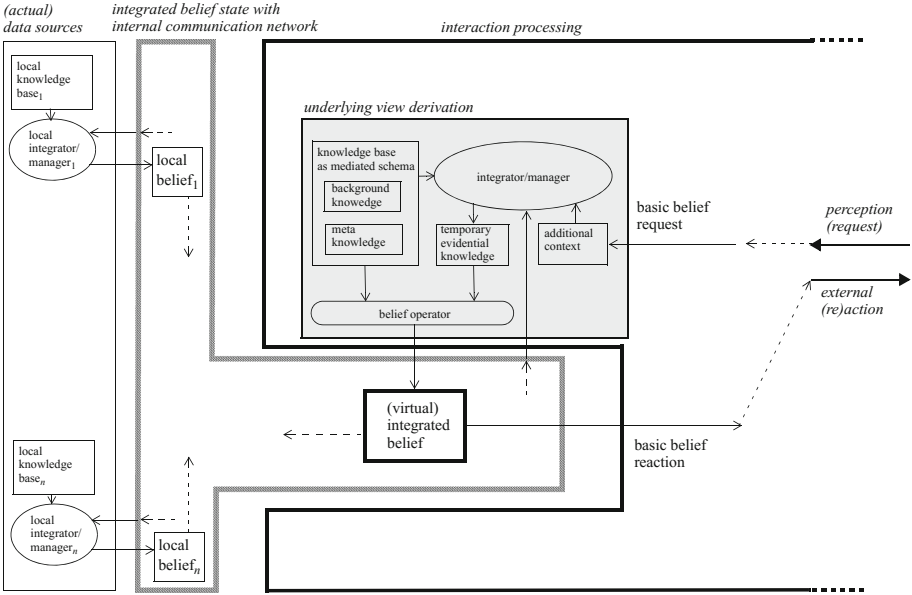 (actual)
data sources
integrated belief state with
internal communication network
interaction processing
local
knowledge
base1
local
integrator/
manager1
local
belief1
underlying view derivation
knowledge base
as mediated schema
background
knowedge
meta
knowledge
integrator/manager
temporary
evidential
knowledge
additional
context
belief operator
basic belief
request
perception
(request)
external
(re)action
(virtual)
integrated
belief
basic belief
reaction
local
knowledge
basen
local
integrator/
managern
local
beliefn